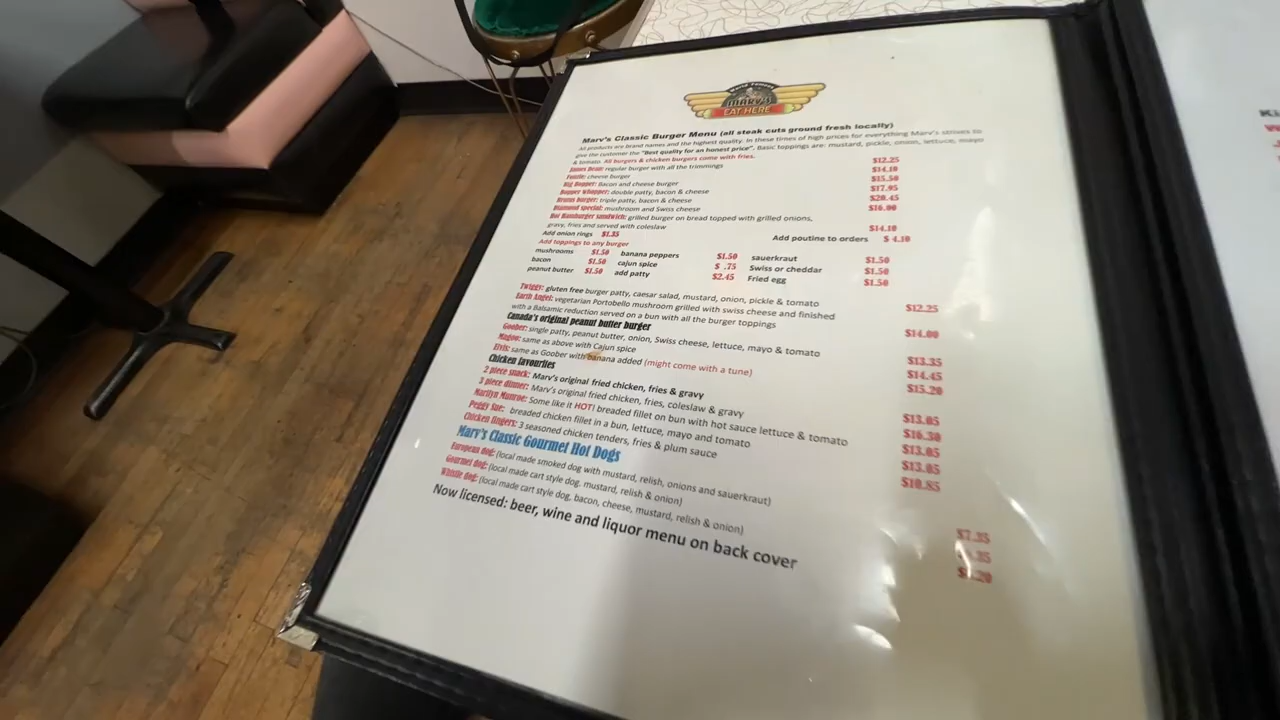 MARV'S
EAT HERE
Marv's Classic Burger Menu (all steak cuts ground fresh locally)
All products are brand names and the highest quality. In these times of high prices for everything Marv's strives to
give the customer the "Best quality for an honest price". Basic toppings are: mustard, pickle, onion, lettuce, mayo
& tomato. All burgers & chicken burgers come with fries.
James Dean: regular burger with all the trimmings $12.25
Fonzie: cheese burger $14.10
Big Bopper: Bacon and cheese burger $15.50
Bopper Whopper: double patty, bacon & cheese $17.95
Brutus burger: triple patty, bacon & cheese $20.45
Diamond special: mushroom and Swiss cheese $16.00
Hot Hamburger sandwich: grilled burger on bread topped with grilled onions,
gravy, fries and served with coleslaw $14.10
Add onion rings $1.35 Add poutine to orders $ 4.10
Add toppings to any burger
mushrooms $1.50 banana peppers $1.50 sauerkraut $1.50
bacon $1.50 cajun spice $ .75 Swiss or cheddar $1.50
peanut butter $1.50 add patty $2.45 Fried egg $1.50
Twiggy: gluten free burger patty, caesar salad, mustard, onion, pickle & tomato $12.25
Earth Angel: vegetarian Portobello mushroom grilled with swiss cheese and finished
with a Balsamic reduction served on a bun with all the burger toppings $14.00
Canada's original peanut butter burger
Goober: single patty, peanut butter, onion, Swiss cheese, lettuce, mayo & tomato $13.35
Magoo: same as above with Cajun spice $14.45
Elvis: same as Goober with banana added (might come with a tune) $15.20
Chicken favourites
2 piece snack: Marv's original fried chicken, fries & gravy $13.05
3 piece dinner: Marv's original fried chicken, fries, coleslaw & gravy $16.30
Marilyn Munroe: Some like it HOT! breaded fillet on bun with hot sauce lettuce & tomato $13.05
Peggy Sue: breaded chicken fillet in a bun, lettuce, mayo and tomato $13.05
Chicken fingers: 3 seasoned chicken tenders, fries & plum sauce $10.85
Marv's Classic Gourmet Hot Dogs
European dog: (local made smoked dog with mustard, relish, onions and sauerkraut) $7.35
Gourmet dog: (local made cart style dog. mustard, relish & onion)
Whistle dog: (local made cart style dog, bacon, cheese, mustard, relish & onion)
Now licensed: beer, wine and liquor menu on back cover